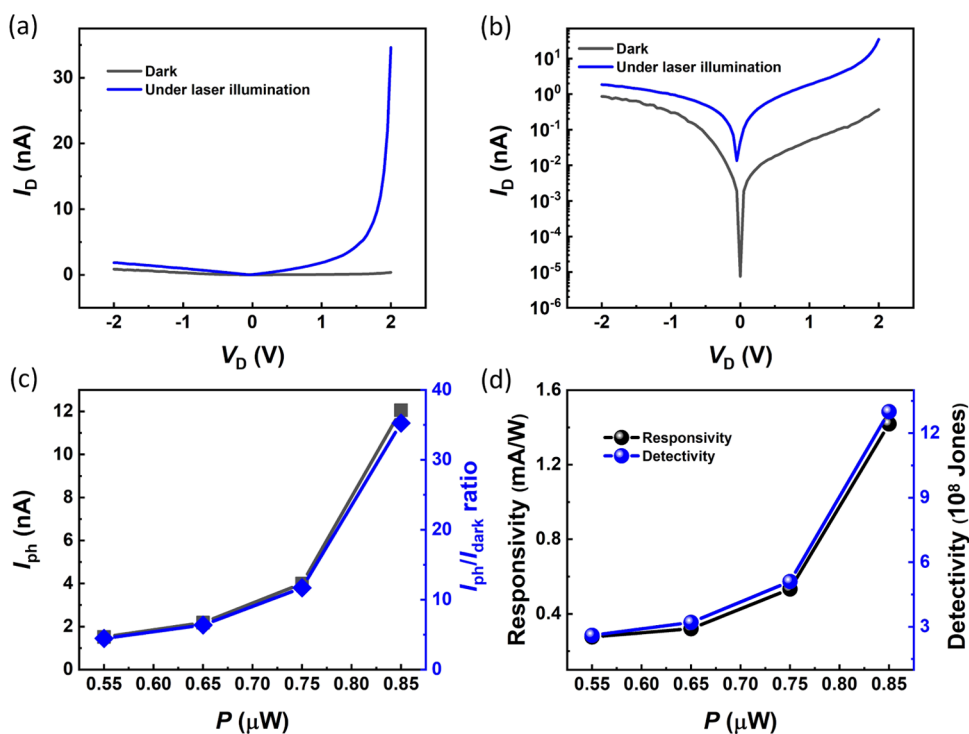 (a)
Dark
Under laser illumination
I_D (nA)
30
20
10
0
-2 -1 0 1 2
V_D (V)
(b)
Dark
Under laser illumination
I_D (nA)
10^1
10^0
10^-1
10^-2
10^-3
10^-4
10^-5
10^-6
-2 -1 0 1 2
V_D (V)
(c)
I_ph (nA)
12
10
8
6
4
2
0
40
30
20
10
0
I_ph/I_dark ratio
0.55 0.60 0.65 0.70 0.75 0.80 0.85
P (μW)
(d)
Responsivity
Detectivity
Responsivity (mA/W)
1.6
1.2
0.8
0.4
12
9
6
3
Detectivity (10^8 Jones)
0.55 0.60 0.65 0.70 0.75 0.80 0.85
P (μW)